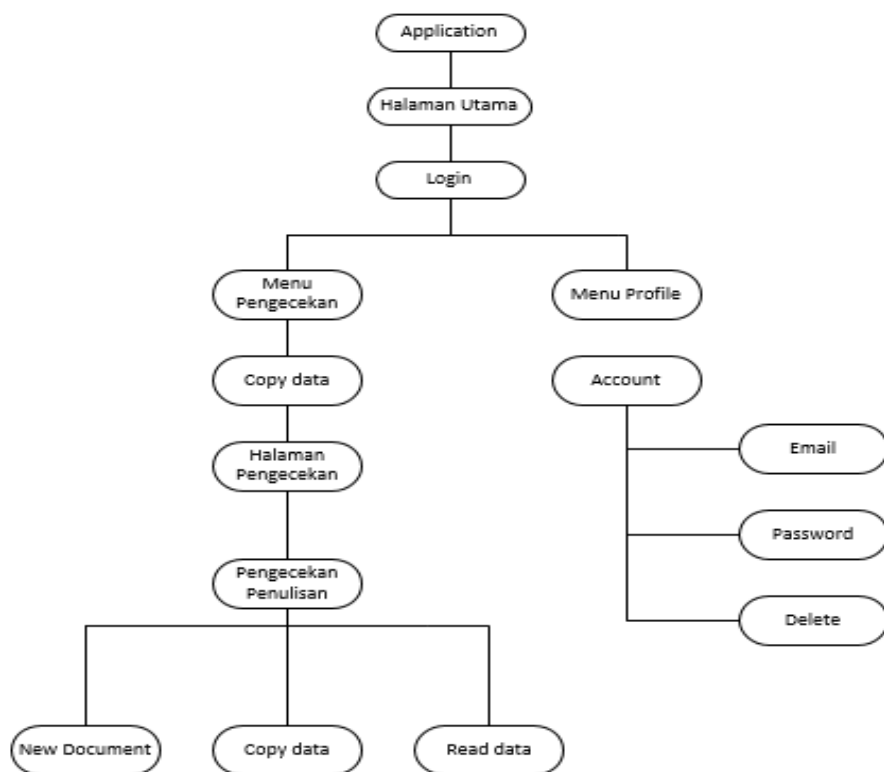 Application
Halaman Utama
Login
Menu
Pengecekan
Menu Profile
Copy data
Account
Halaman
Pengecekan
Email
Password
Pengecekan
Penulisan
Delete
New Document
Copy data
Read data